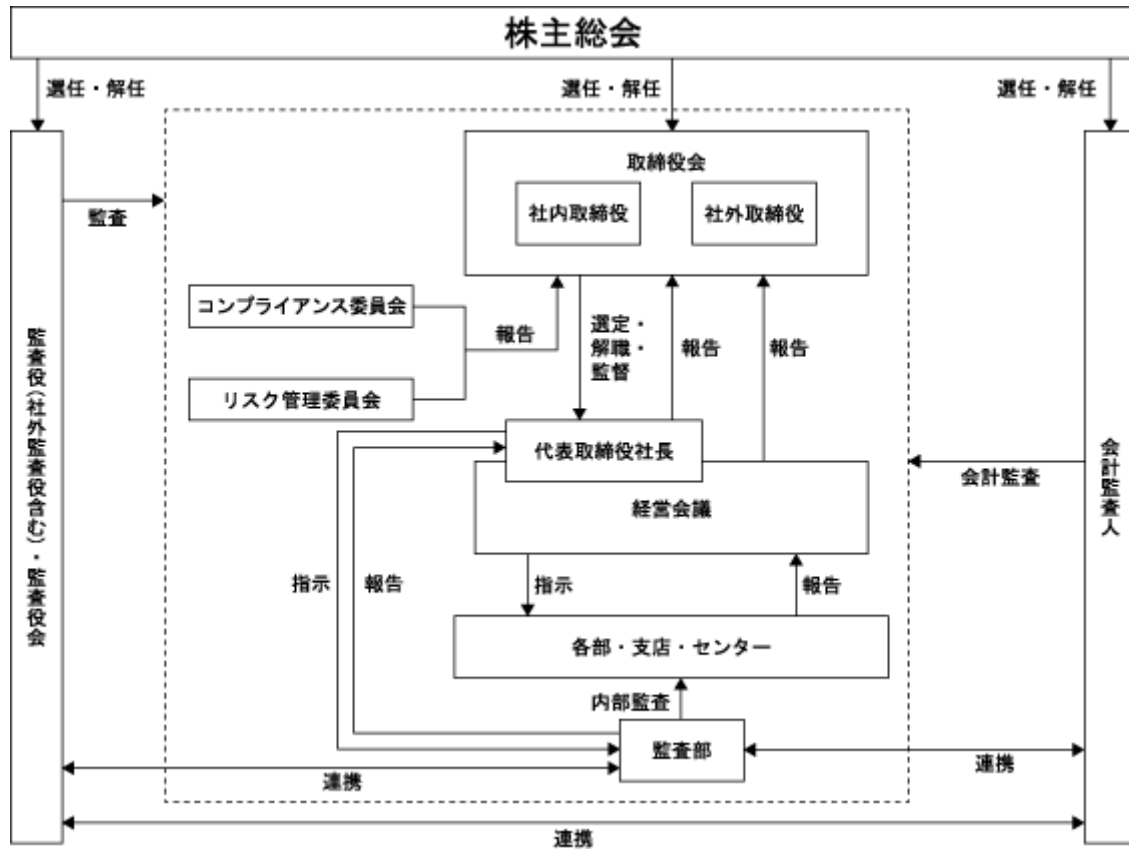 株主総会
選任・解任
選任・解任
選任・解任
取締役会
社内取締役
社外取締役
監査
コンプライアンス委員会
リスク管理委員会
報告
選定・
解職・
監督
報告
報告
代表取締役社長
経営会議
会計監査
監査役(社外監査役含む)・監査役会
会計監査人
指示
報告
指示
報告
各部・支店・センター
内部監査
監査部
連携
連携
連携